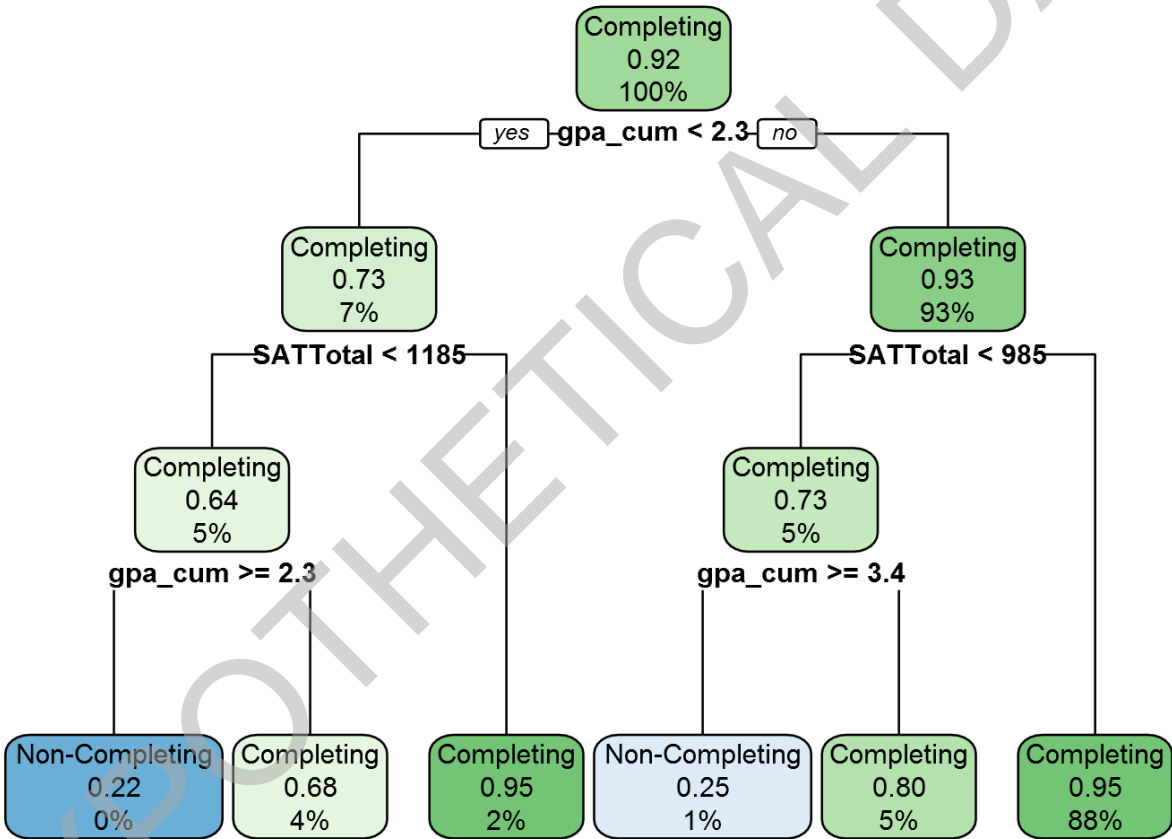 Completing
0.92
100%
yes gpa_cum < 2.3 no
Completing
0.73
7%
Completing
0.93
93%
SATTotal < 1185
SATTotal < 985
Completing
0.64
5%
Completing
0.73
5%
gpa_cum >= 2.3
gpa_cum >= 3.4
Non-Completing
0.22
0%
Completing
0.68
4%
Completing
0.95
2%
Non-Completing
0.25
1%
Completing
0.80
5%
Completing
0.95
88%
YPOTHETICAL D